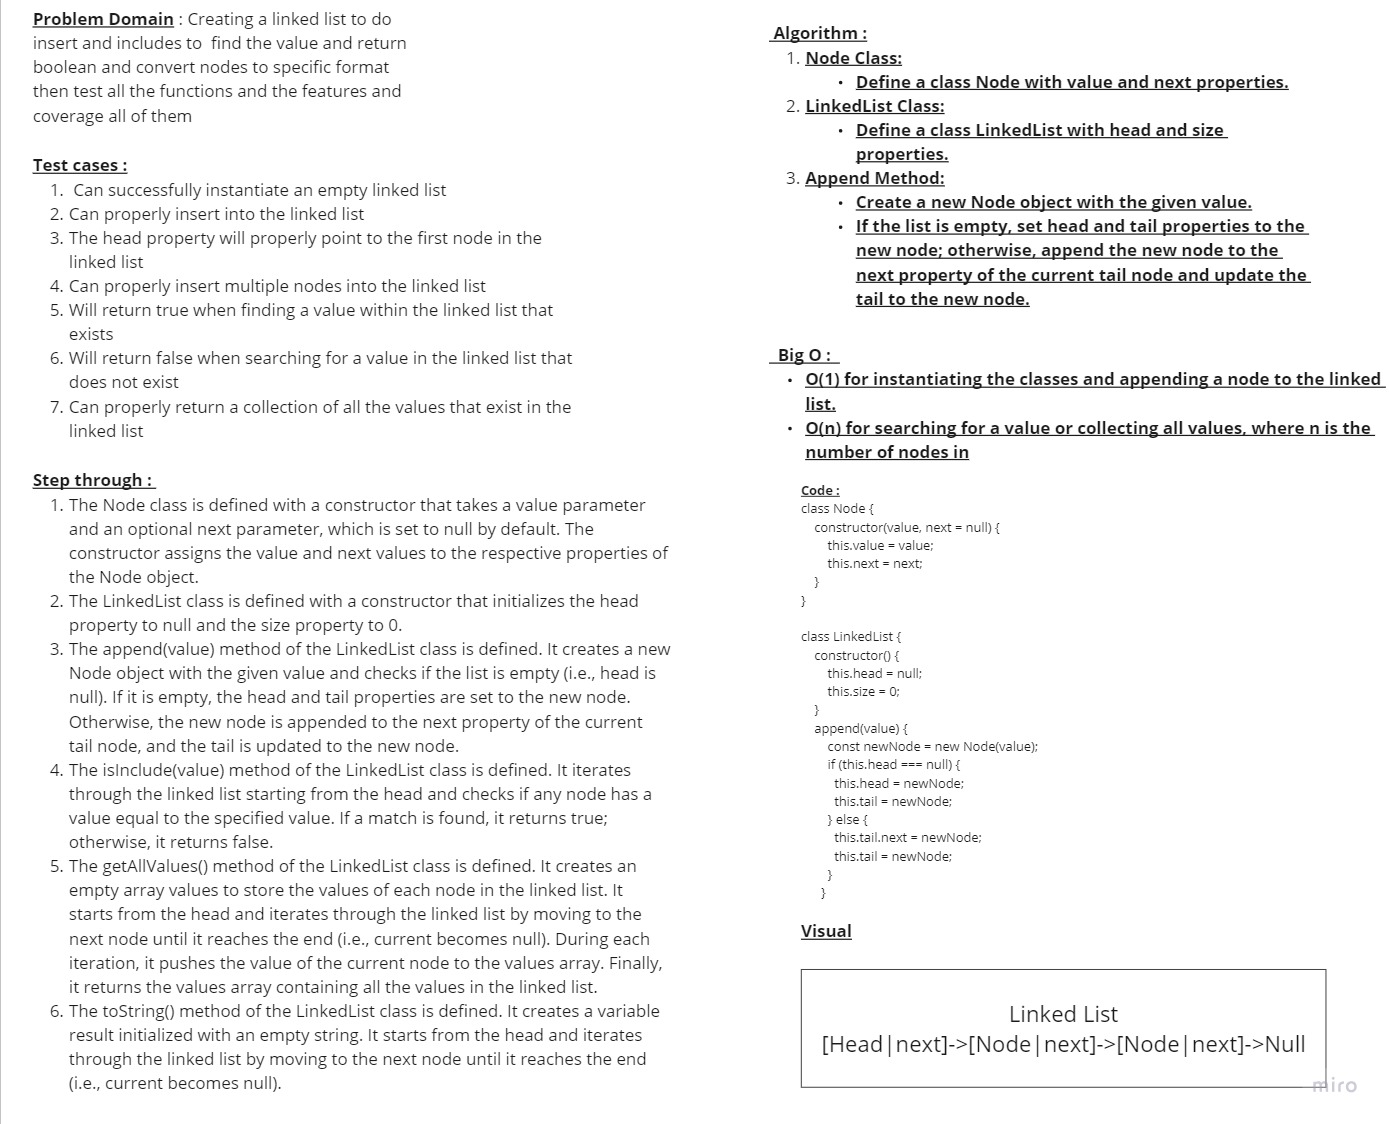 Problem Domain : Creating a linked list to do
insert and includes to  find the value and return
boolean and convert nodes to specific format
then test all the functions and the features and
coverage all of them
Test cases :
1.  Can successfully instantiate an empty linked list
2. Can properly insert into the linked list
3. The head property will properly point to the first node in the
linked list
4. Can properly insert multiple nodes into the linked list
5. Will return true when finding a value within the linked list that
exists
6. Will return false when searching for a value in the linked list that
does not exist
7. Can properly return a collection of all the values that exist in the
linked list
Step through :
1. The Node class is defined with a constructor that takes a value parameter
and an optional next parameter, which is set to null by default. The
constructor assigns the value and next values to the respective properties of
the Node object.
2. The LinkedList class is defined with a constructor that initializes the head
property to null and the size property to 0.
3. The append(value) method of the LinkedList class is defined. It creates a new
Node object with the given value and checks if the list is empty (i.e., head is
null). If it is empty, the head and tail properties are set to the new node.
Otherwise, the new node is appended to the next property of the current
tail node, and the tail is updated to the new node.
4. The isInclude(value) method of the LinkedList class is defined. It iterates
through the linked list starting from the head and checks if any node has a
value equal to the specified value. If a match is found, it returns true;
otherwise, it returns false.
5. The getAllValues() method of the LinkedList class is defined. It creates an
empty array values to store the values of each node in the linked list. It
starts from the head and iterates through the linked list by moving to the
next node until it reaches the end (i.e., current becomes null). During each
iteration, it pushes the value of the current node to the values array. Finally,
it returns the values array containing all the values in the linked list.
6. The toString() method of the LinkedList class is defined. It creates a variable
result initialized with an empty string. It starts from the head and iterates
through the linked list by moving to the next node until it reaches the end
(i.e., current becomes null).
Algorithm :
1. Node Class:
• Define a class Node with value and next properties.
2. LinkedList Class:
• Define a class LinkedList with head and size
properties.
3. Append Method:
• Create a new Node object with the given value.
• If the list is empty, set head and tail properties to the
new node; otherwise, append the new node to the
next property of the current tail node and update the
tail to the new node.
Big O :
• O(1) for instantiating the classes and appending a node to the linked
list.
• O(n) for searching for a value or collecting all values, where n is the
number of nodes in
Code :
class Node {
constructor(value, next = null) {
this.value = value;
this.next = next;
}
}
class LinkedList {
constructor() {
this.head = null;
this.size = 0;
}
append(value) {
const newNode = new Node(value);
if (this.head === null) {
this.head = newNode;
this.tail = newNode;
} else {
this.tail.next = newNode;
this.tail = newNode;
}
}
Visual
Linked List
[Head|next]->[Node|next]->[Node|next]->Null
miro